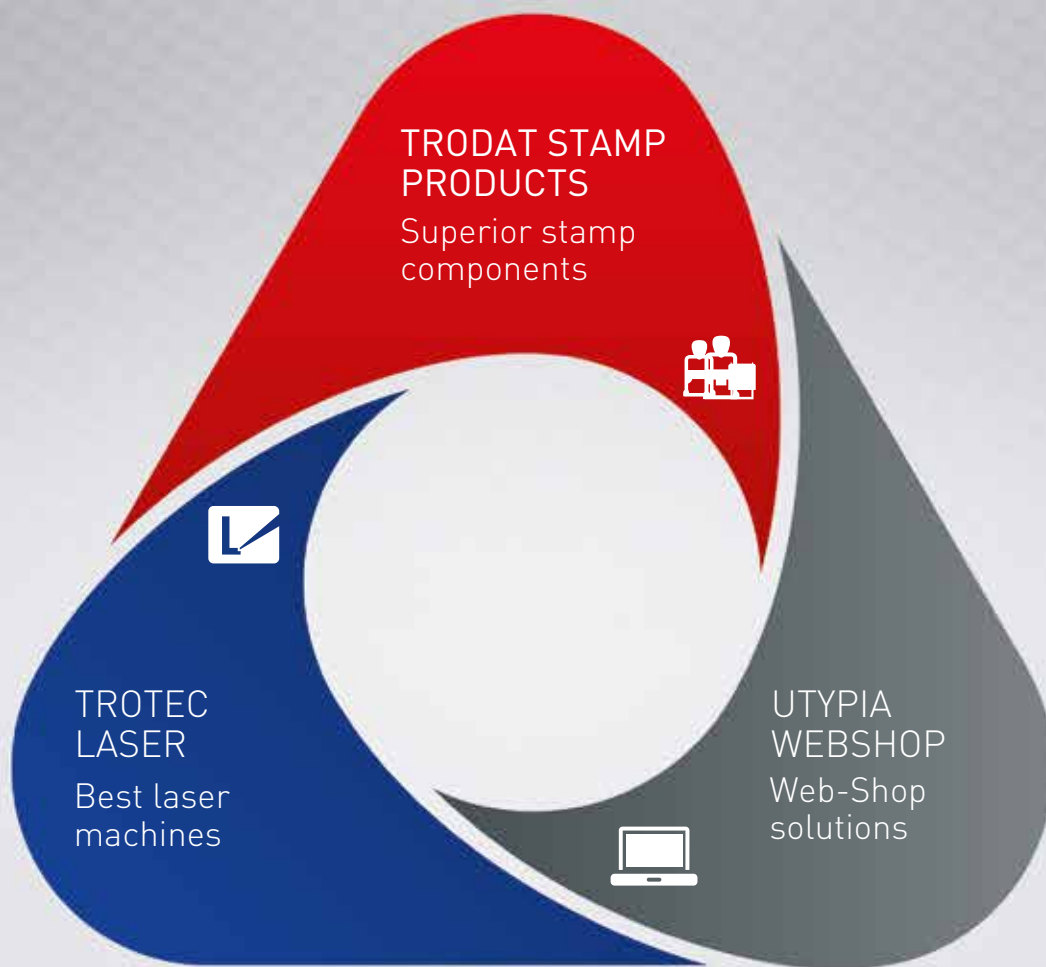 TRODAT STAMP
PRODUCTS
Superior stamp
components
TROTEC
LASER
Best laser
machines
UTYPIA
WEBSHOP
Web-Shop
solutions